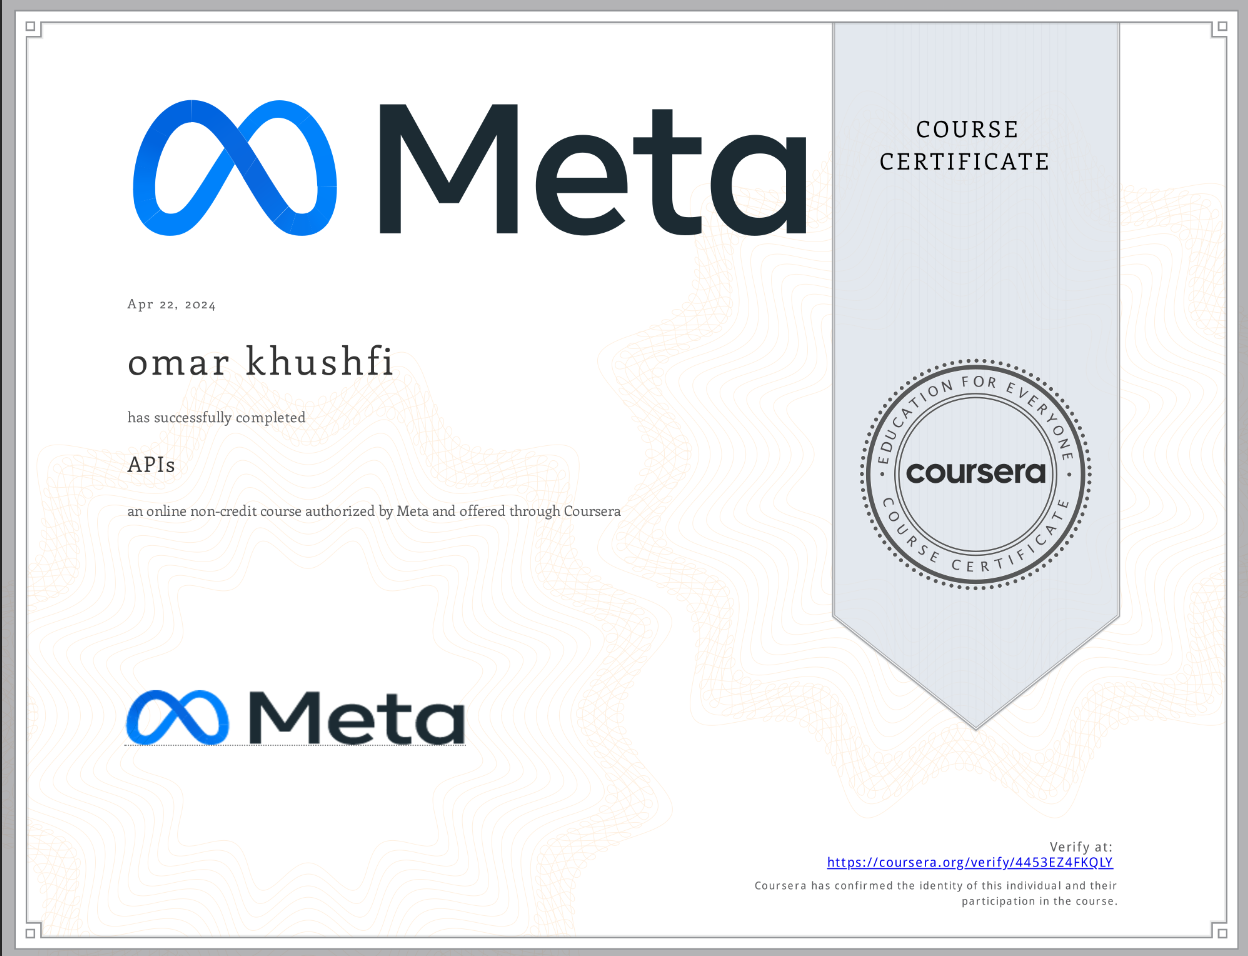 Meta
COURSE
CERTIFICATE
Apr 22, 2024
omar khushfi
has successfully completed
APIs
an online non-credit course authorized by Meta and offered through Coursera
EDUCATION FOR EVERYONE
coursera
COURSE CERTIFICATE
Meta
Verify at:
https://coursera.org/verify/4453EZ4FKQLY
Coursera has confirmed the identity of this individual and their
participation in the course.